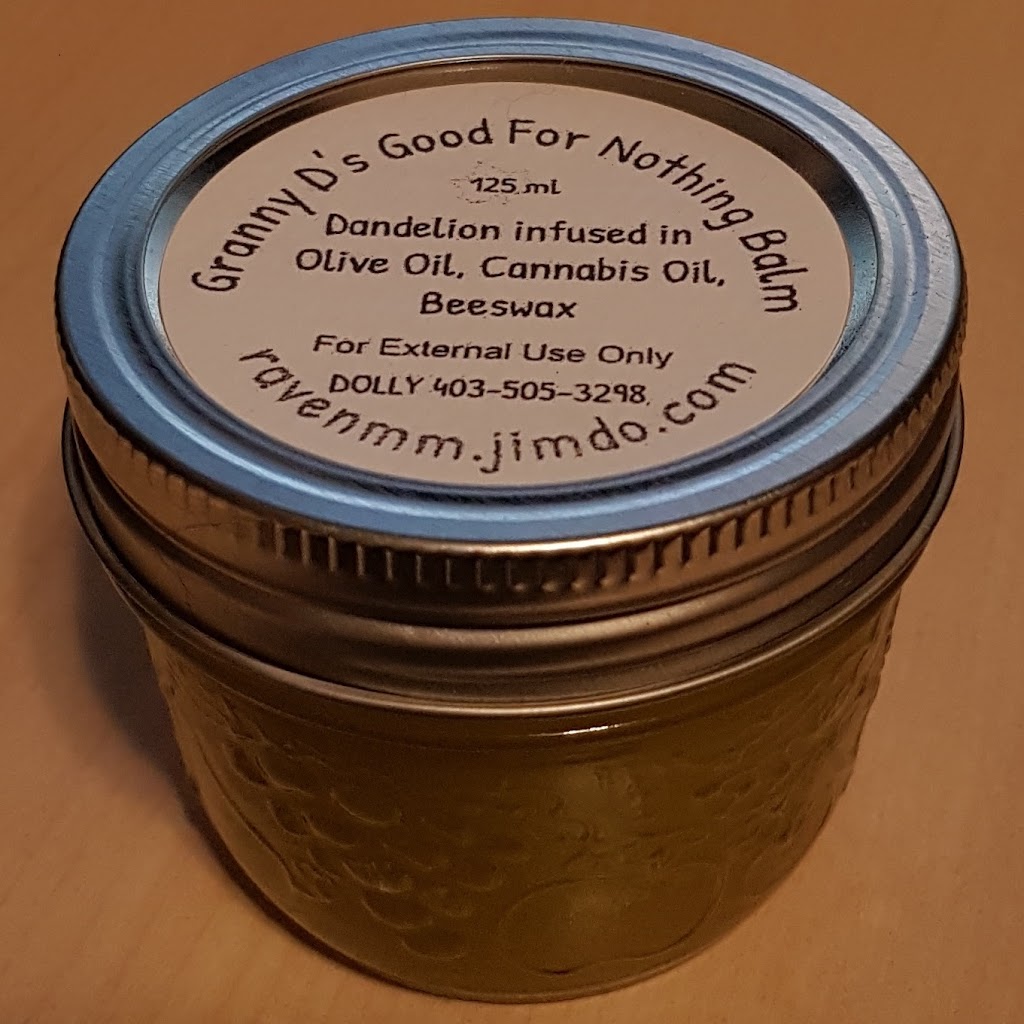 Granny D's Good For Nothing Balm
125 ml
Dandelion infused in
Olive Oil, Cannabis Oil,
Beeswax
For External Use Only
DOLLY 403-505-3298
ravenmm.jimdo.com